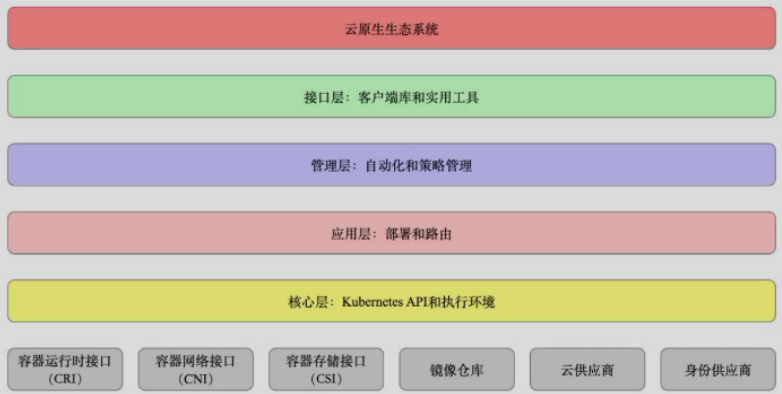 云原生生态系统
接口层：客户端库和实用工具
管理层：自动化和策略管理
应用层：部署和路由
核心层：Kubernetes API和执行环境
容器运行时接口
（CRI）
容器网络接口
（CNI）
容器存储接口
（CSI）
镜像仓库
云供应商
身份供应商